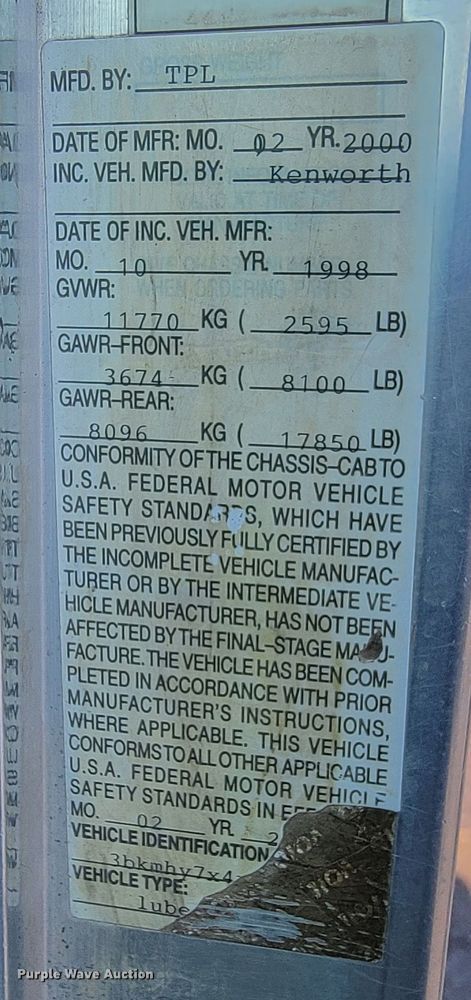 MFD. BY: TPL
DATE OF MFR: MO. 02 YR. 2000
INC. VEH. MFD. BY: Kenworth
DATE OF INC. VEH. MFR:
MO. 10 YR. 1998
GVWR:
11770 KG ( 2595 LB)
GAWR-FRONT:
3674 KG ( 8100 LB)
GAWR-REAR:
8096 KG ( 17850 LB)
CONFORMITY OF THE CHASSIS-CAB TO
U.S.A. FEDERAL MOTOR VEHICLE
SAFETY STANDARDS, WHICH HAVE
BEEN PREVIOUSLY FULLY CERTIFIED BY
THE INCOMPLETE VEHICLE MANUFAC-
TURER OR BY THE INTERMEDIATE VE-
HICLE MANUFACTURER, HAS NOT BEEN
AFFECTED BY THE FINAL-STAGE MANU-
FACTURE. THE VEHICLE HAS BEEN COM-
PLETED IN ACCORDANCE WITH PRIOR
MANUFACTURER'S INSTRUCTIONS,
WHERE APPLICABLE. THIS VEHICLE
CONFORMS TO ALL OTHER APPLICABLE
U.S.A. FEDERAL MOTOR VEHICLE
SAFETY STANDARDS IN EF
MO. 02 YR. 2
VEHICLE IDENTIFICATION
3bkmhy7x4
VEHICLE TYPE:
lube
Purple Wave Auction